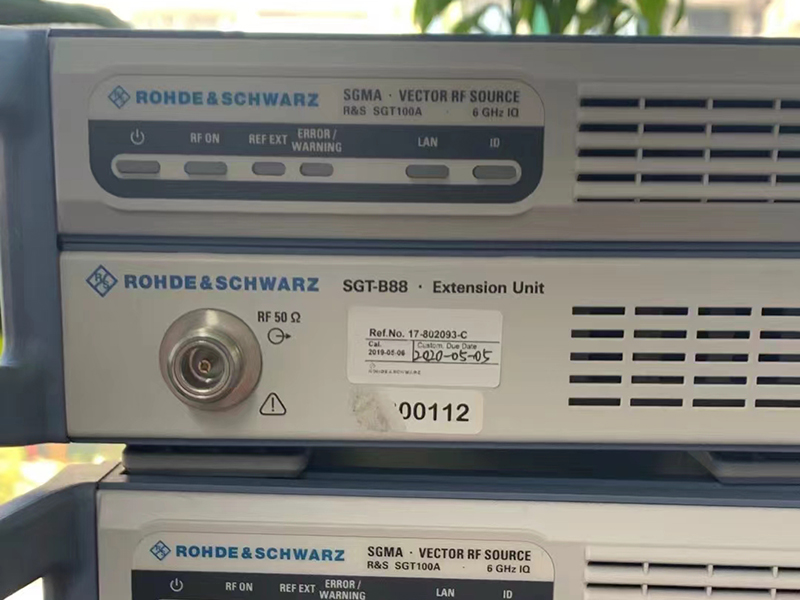 ROHDE & SCHWARZ SGMA · VECTOR RF SOURCE
R&S SGT100A · 6 GHz IQ
RF ON REF EXT ERROR / WARNING LAN ID
ROHDE & SCHWARZ SGT-B88 · Extension Unit
RF 50 Ω
Ref.No. 17-802093-C
Cal. Custom. Due Date
2019-05-06 2020-05-05
ROHDE & SCHWARZ
00112
ROHDE & SCHWARZ SGMA · VECTOR RF SOURCE
R&S SGT100A · 6 GHz IQ
RF ON REF EXT ERROR / WARNING LAN ID